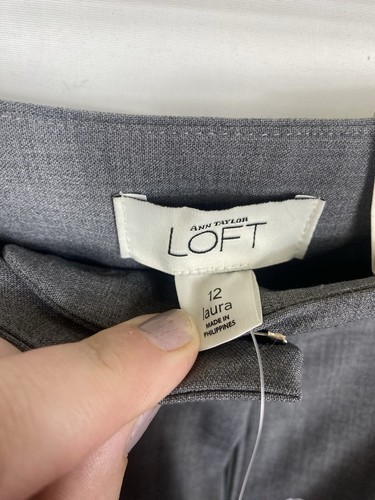 ANN TAYLOR
LOFT
12
laura
MADE IN
PHILIPPINES